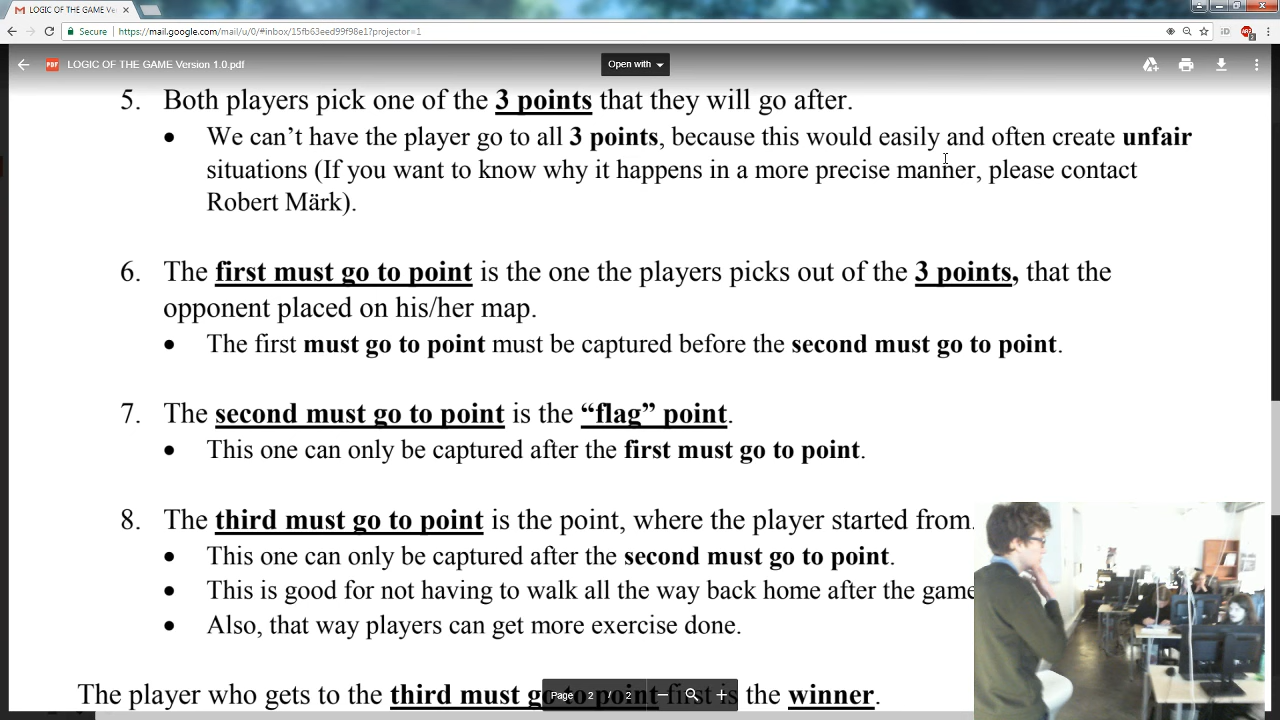 LOGIC OF THE GAME Ve
Secure https://mail.google.com/mail/u/0/#inbox/15fb63eed99f98e1?projector=1
LOGIC OF THE GAME Version 1.0.pdf
Open with
5. Both players pick one of the 3 points that they will go after.
• We can’t have the player go to all 3 points, because this would easily and often create unfair
situations (If you want to know why it happens in a more precise manner, please contact
Robert Märk).
6. The first must go to point is the one the players picks out of the 3 points, that the
opponent placed on his/her map.
• The first must go to point must be captured before the second must go to point.
7. The second must go to point is the “flag” point.
• This one can only be captured after the first must go to point.
8. The third must go to point is the point, where the player started from.
• This one can only be captured after the second must go to point.
• This is good for not having to walk all the way back home after the game
• Also, that way players can get more exercise done.
The player who gets to the third must go to point first is the winner.
Page 2 / 2